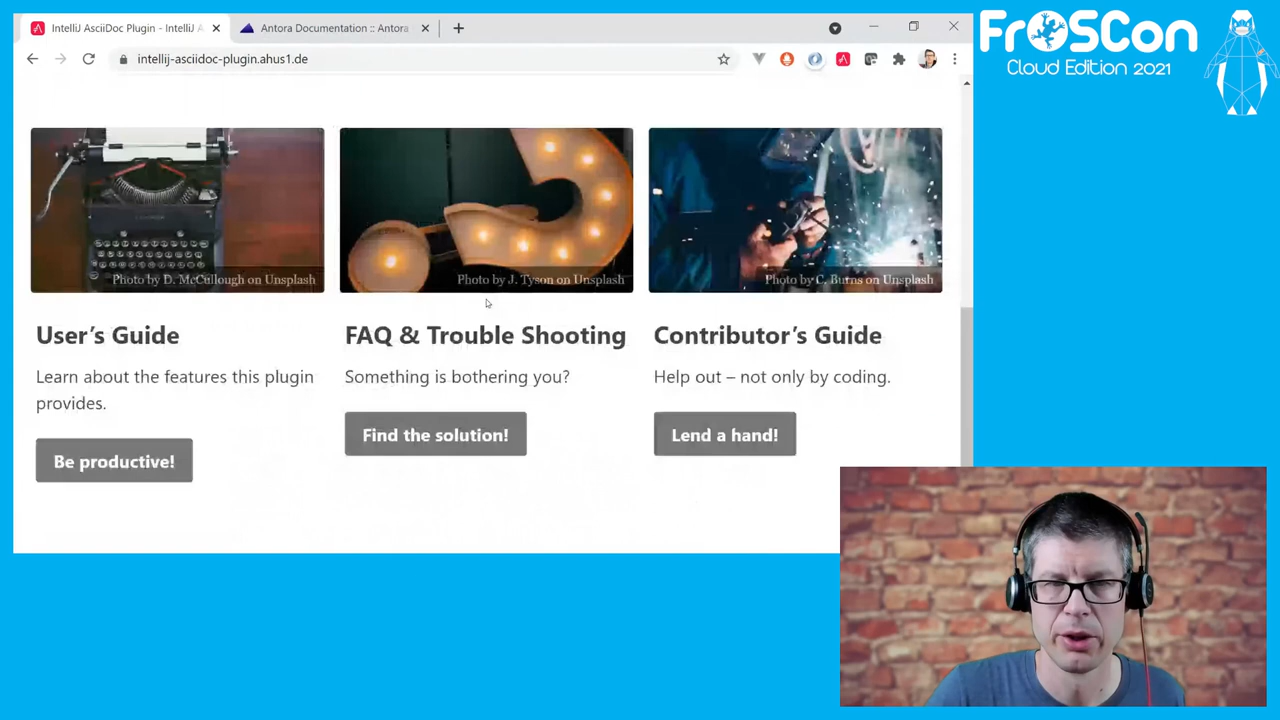 IntelliJ AsciiDoc Plugin - IntelliJ A
Antora Documentation :: Antora
FrOSCon
Cloud Edition 2021
intellij-asciidoc-plugin.ahus1.de
Photo by D. McCullough on Unsplash
Photo by J. Tyson on Unsplash
Photo by C. Burns on Unsplash
User's Guide
FAQ & Trouble Shooting
Contributor's Guide
Learn about the features this plugin
provides.
Something is bothering you?
Help out – not only by coding.
Be productive!
Find the solution!
Lend a hand!